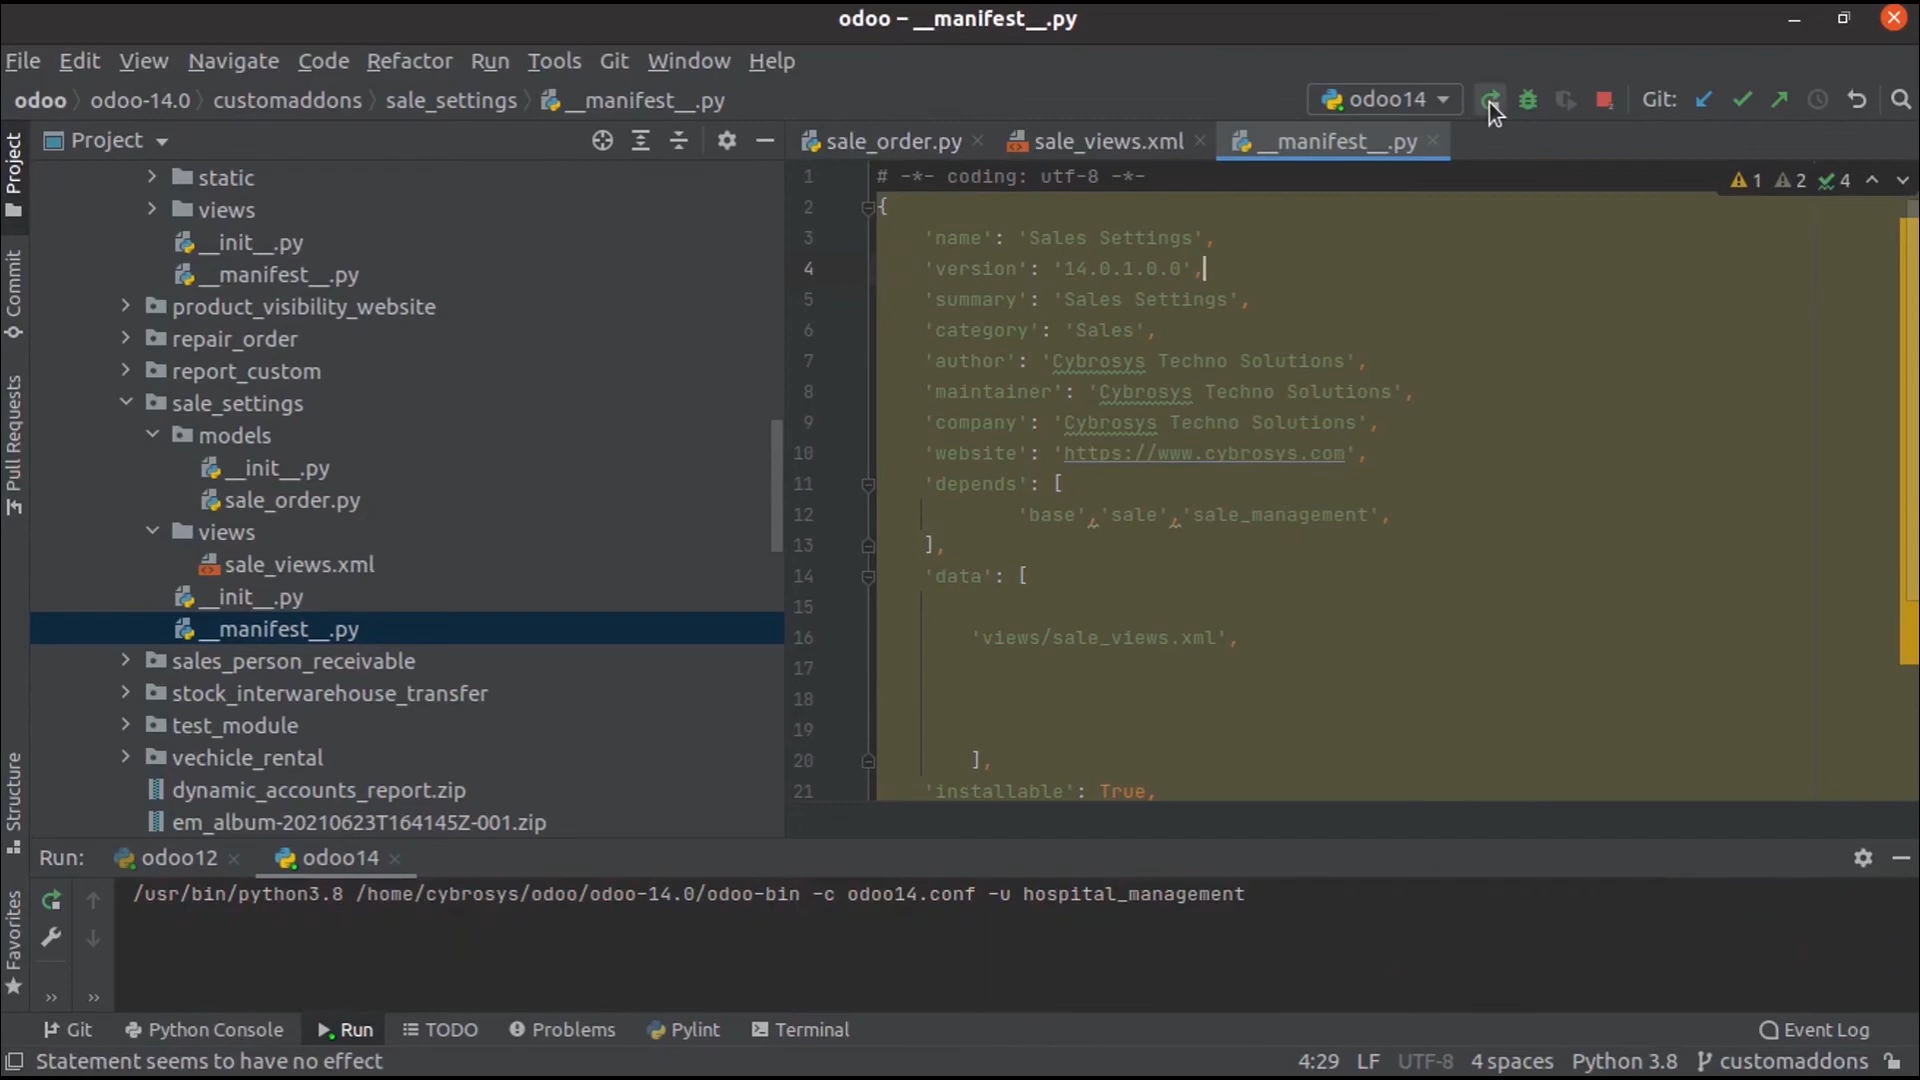 odoo – __manifest__.py
File Edit View Navigate Code Refactor Run Tools Git Window Help
odoo odoo-14.0 customaddons sale_settings __manifest__.py odoo14 Git:
Project
sale_order.py sale_views.xml __manifest__.py
Project
Commit
Pull Requests
Structure
Favorites
static
views
__init__.py
__manifest__.py
product_visibility_website
repair_order
report_custom
sale_settings
models
__init__.py
sale_order.py
views
sale_views.xml
__init__.py
__manifest__.py
sales_person_receivable
stock_interwarehouse_transfer
test_module
vechicle_rental
dynamic_accounts_report.zip
em_album-20210623T164145Z-001.zip
1 2 4
1 # -*- coding: utf-8 -*-
2 {
3 'name': 'Sales Settings',
4 'version': '14.0.1.0.0',
5 'summary': 'Sales Settings',
6 'category': 'Sales',
7 'author': 'Cybrosys Techno Solutions',
8 'maintainer': 'Cybrosys Techno Solutions',
9 'company': 'Cybrosys Techno Solutions',
10 'website': 'https://www.cybrosys.com',
11 'depends': [
12 'base','sale','sale_management',
13 ],
14 'data': [
15
16 'views/sale_views.xml',
17
18
19
20 ],
21 'installable': True,
Run: odoo12 odoo14
/usr/bin/python3.8 /home/cybrosys/odoo/odoo-14.0/odoo-bin -c odoo14.conf -u hospital_management
Git Python Console Run TODO Problems Pylint Terminal Event Log
Statement seems to have no effect 4:29 LF UTF-8 4 spaces Python 3.8 customaddons